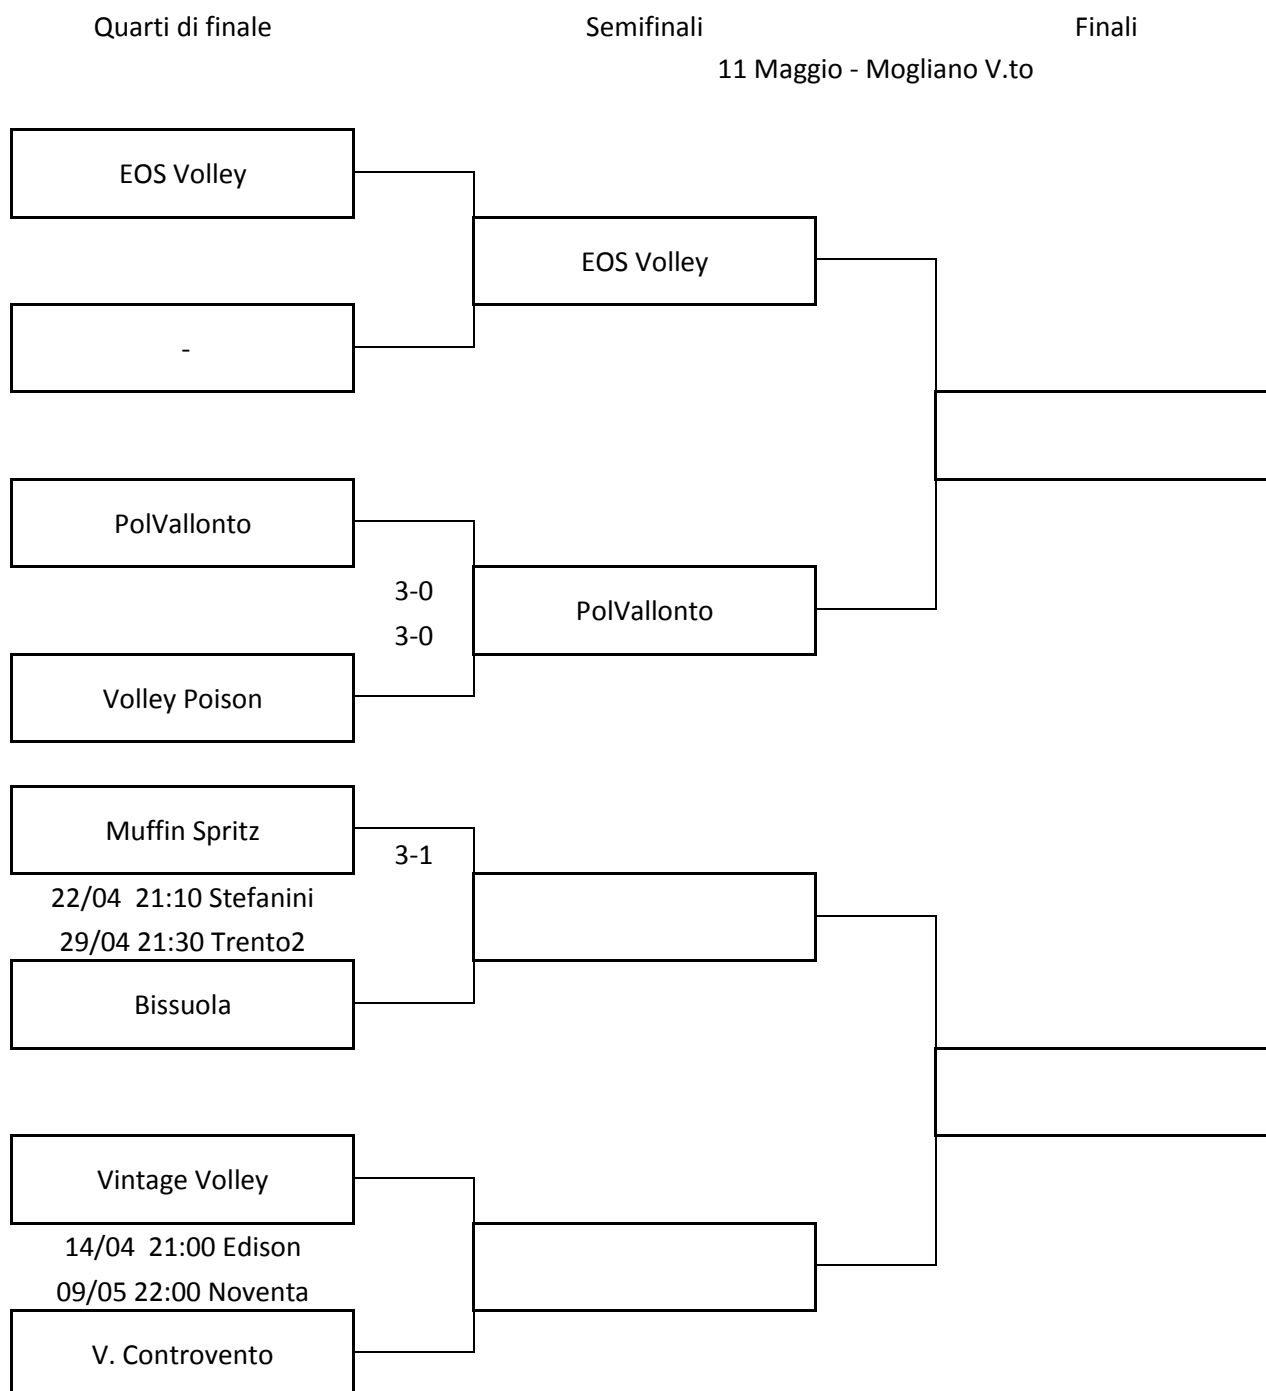 Quarti di finale
Semifinali
Finali
11 Maggio - Mogliano V.to
EOS Volley
EOS Volley
-
PolVallonto
3-0
PolVallonto
3-0
Volley Poison
Muffin Spritz
3-1
22/04  21:10 Stefanini
29/04 21:30 Trento2
Bissuola
Vintage Volley
14/04  21:00 Edison
09/05 22:00 Noventa
V. Controvento